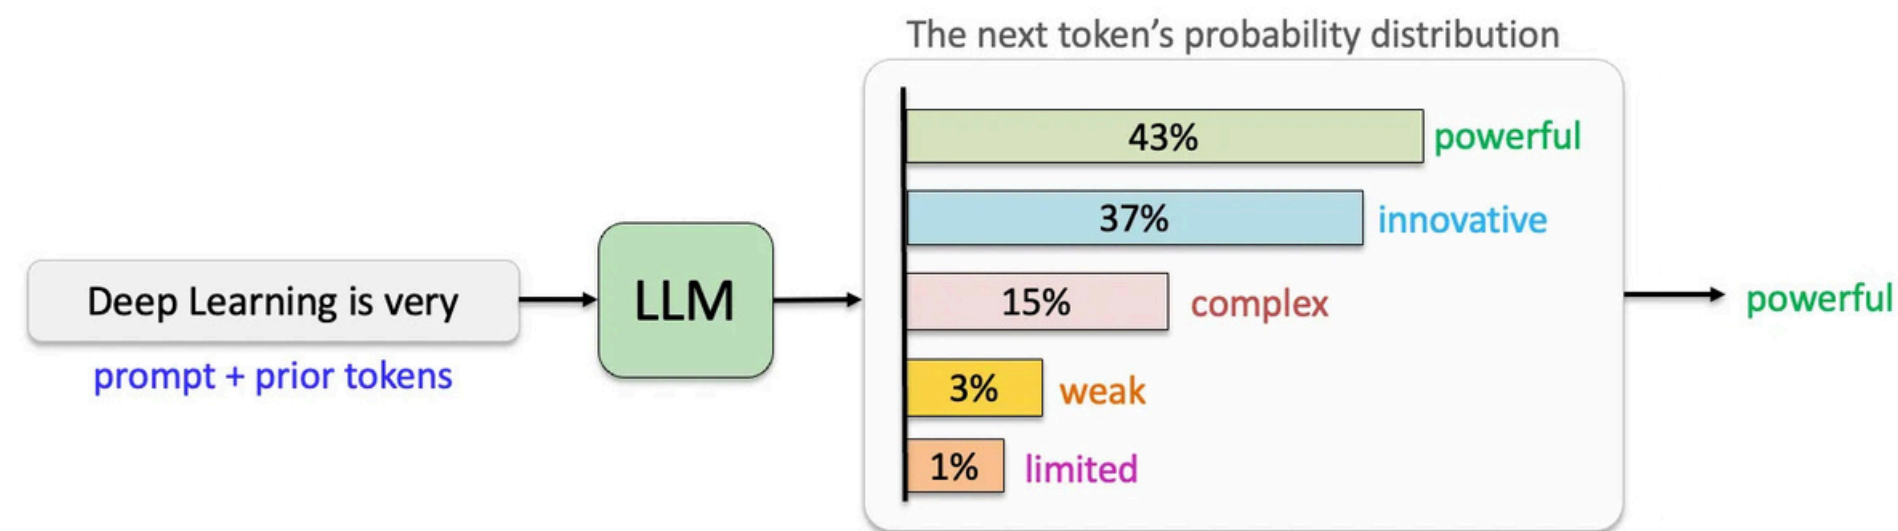 The next token's probability distribution
43% powerful
37% innovative
15% complex
3% weak
1% limited
Deep Learning is very
prompt + prior tokens
LLM
powerful